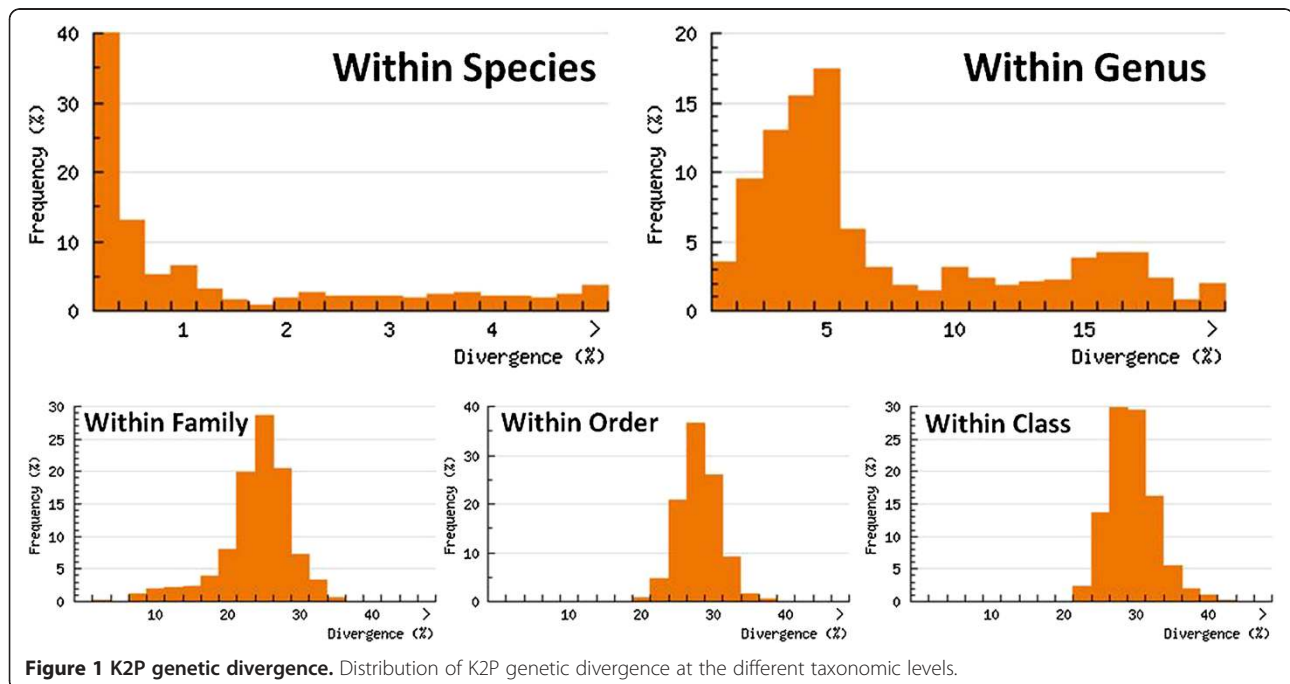 Within Species
40
30
20
10
0
Frequency (%)
1 2 3 4 >
Divergence (%)
Within Genus
20
15
10
5
0
Frequency (%)
5 10 15 >
Divergence (%)
Within Family
30
25
20
15
10
5
0
Frequency (%)
10 20 30 40 >
Divergence (%)
Within Order
40
30
20
10
0
Frequency (%)
10 20 30 40 >
Divergence (%)
Within Class
30
25
20
15
10
5
0
Frequency (%)
10 20 30 40 >
Divergence (%)
Figure 1 K2P genetic divergence. Distribution of K2P genetic divergence at the different taxonomic levels.